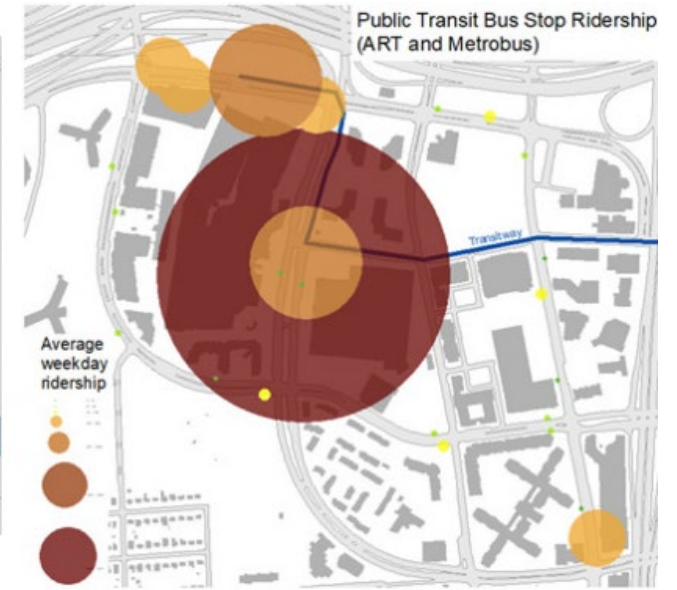 Public Transit Bus Stop Ridership
(ART and Metrobus)
Transitway
Average
weekday
ridership